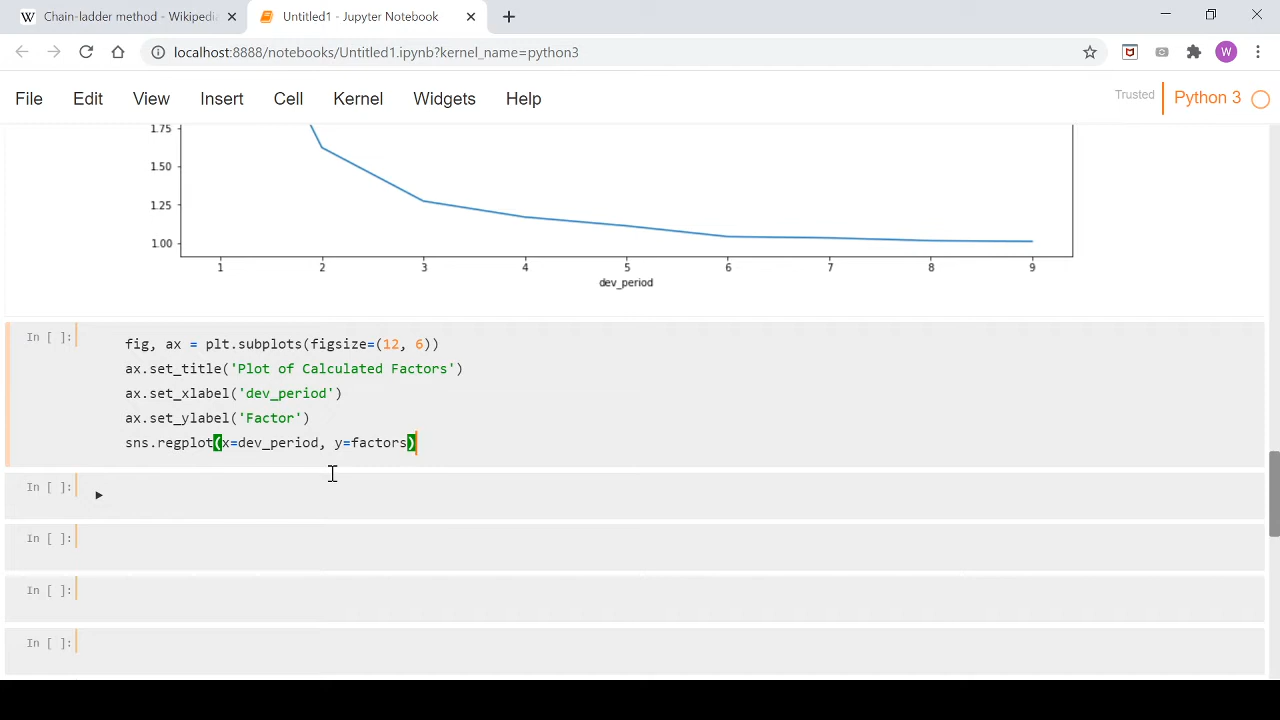 Chain-ladder method - Wikipedi
Untitled1 - Jupyter Notebook
localhost:8888/notebooks/Untitled1.ipynb?kernel_name=python3
W
File Edit View Insert Cell Kernel Widgets Help
Trusted
Python 3
1.75
1.50
1.25
1.00
1 2 3 4 5 6 7 8 9
dev_period
In [ ]:
fig, ax = plt.subplots(figsize=(12, 6))
ax.set_title('Plot of Calculated Factors')
ax.set_xlabel('dev_period')
ax.set_ylabel('Factor')
sns.regplot(x=dev_period, y=factors)
In [ ]:
In [ ]:
In [ ]:
In [ ]: